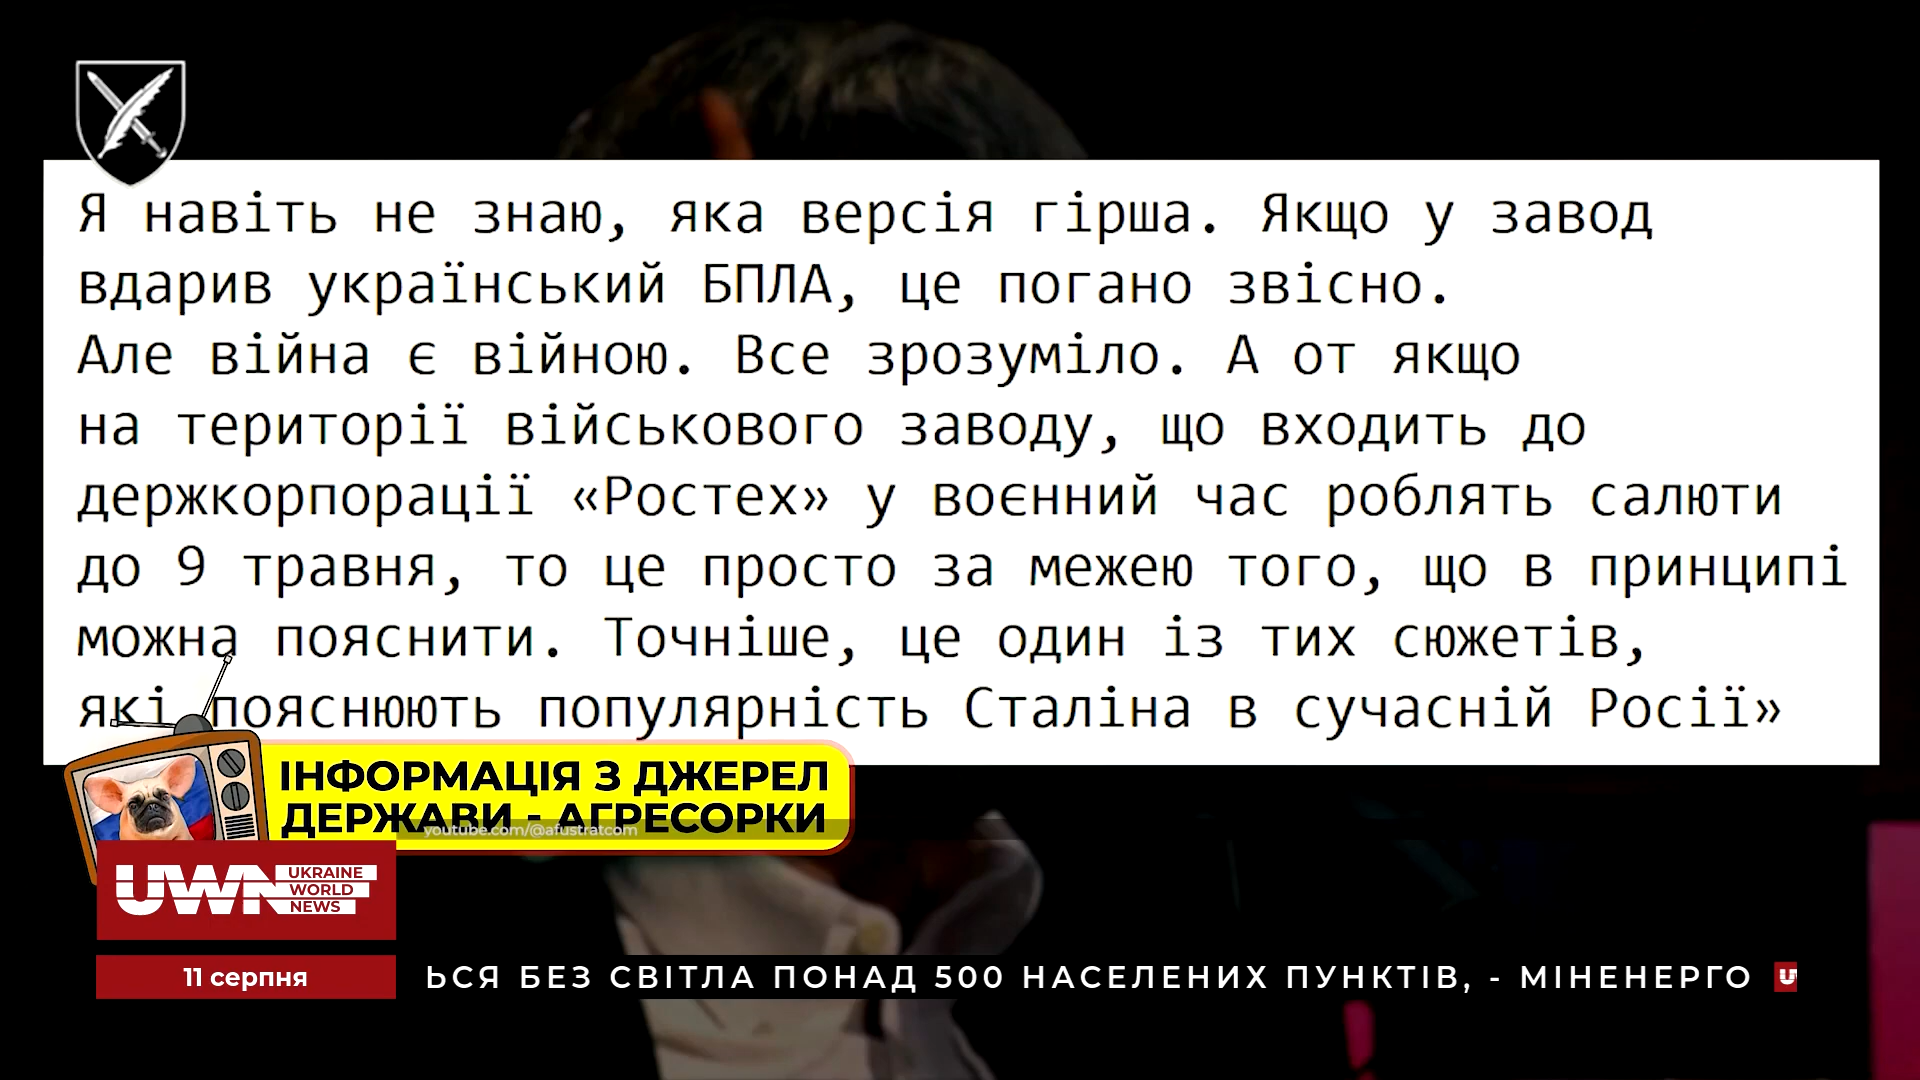 Я навіть не знаю, яка версія гірша. Якщо у завод
вдарив український БПЛА, це погано звісно.
Але війна є війною. Все зрозуміло. А от якщо
на території військового заводу, що входить до
держкорпорації «Ростех» у воєнний час роблять салюти
до 9 травня, то це просто за межею того, що в принципі
можна пояснити. Точніше, це один із тих сюжетів,
які пояснюють популярність Сталіна в сучасній Росії»
ІНФОРМАЦІЯ З ДЖЕРЕЛ
ДЕРЖАВИ - АГРЕСОРКИ
youtube.com/@afustratcom
UWN UKRAINE
WORLD
NEWS
11 серпня
ЬСЯ БЕЗ СВІТЛА ПОНАД 500 НАСЕЛЕНИХ ПУНКТІВ, - МІНЕНЕРГО